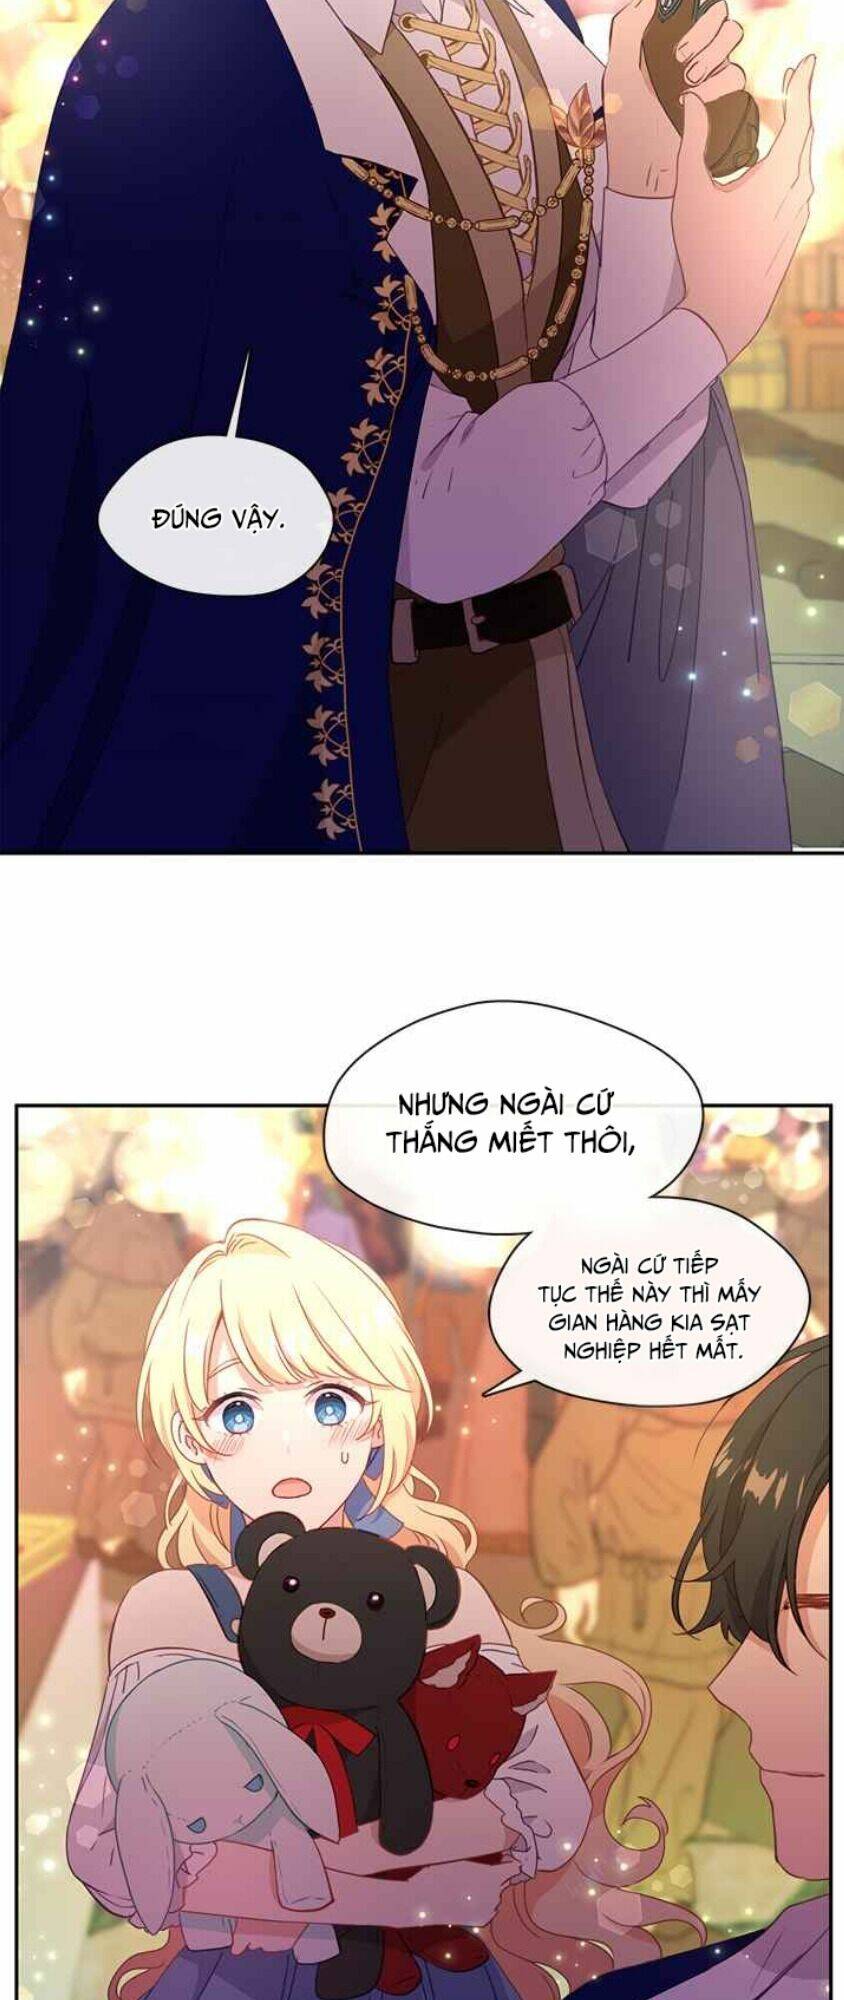 ĐÚNG VẬY.
NHƯNG NGÀI CỨ
THẮNG MIẾT THÔI,
NGÀI CỨ TIẾP
TỤC THẾ NÀY THÌ MẤY
GIAN HÀNG KIA SẠT
NGHIỆP HẾT MẤT.